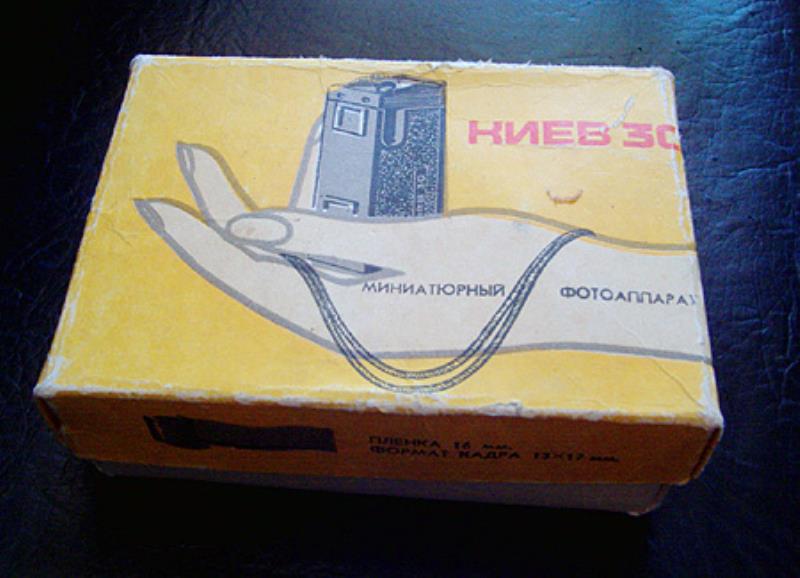 КИЕВ 30
МИНИАТЮРНЫЙ ФОТОАППАРАТ
ПЛЕНКА 16 мм.
ФОРМАТ КАДРА 13×17 мм.